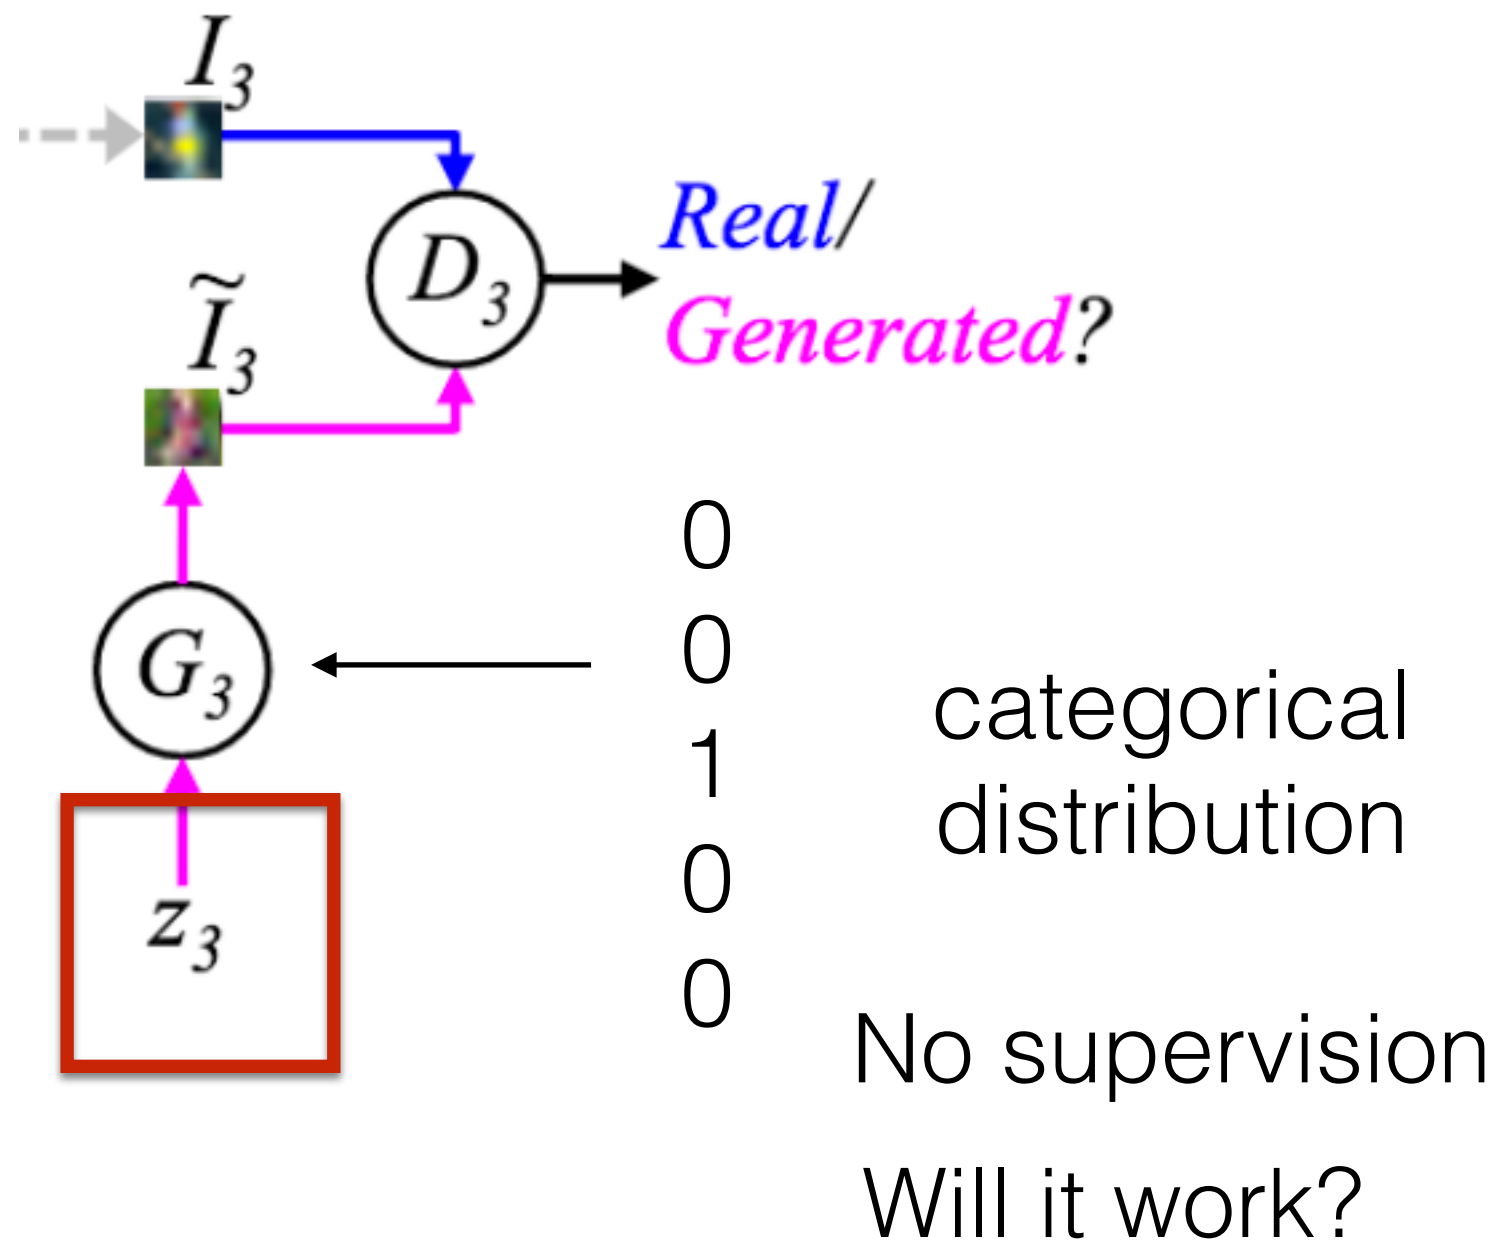 I₃
Real/
D₃
Generated?
Ĩ₃
0
0
G₃
categorical
1
distribution
0
z₃
0
No supervision
Will it work?